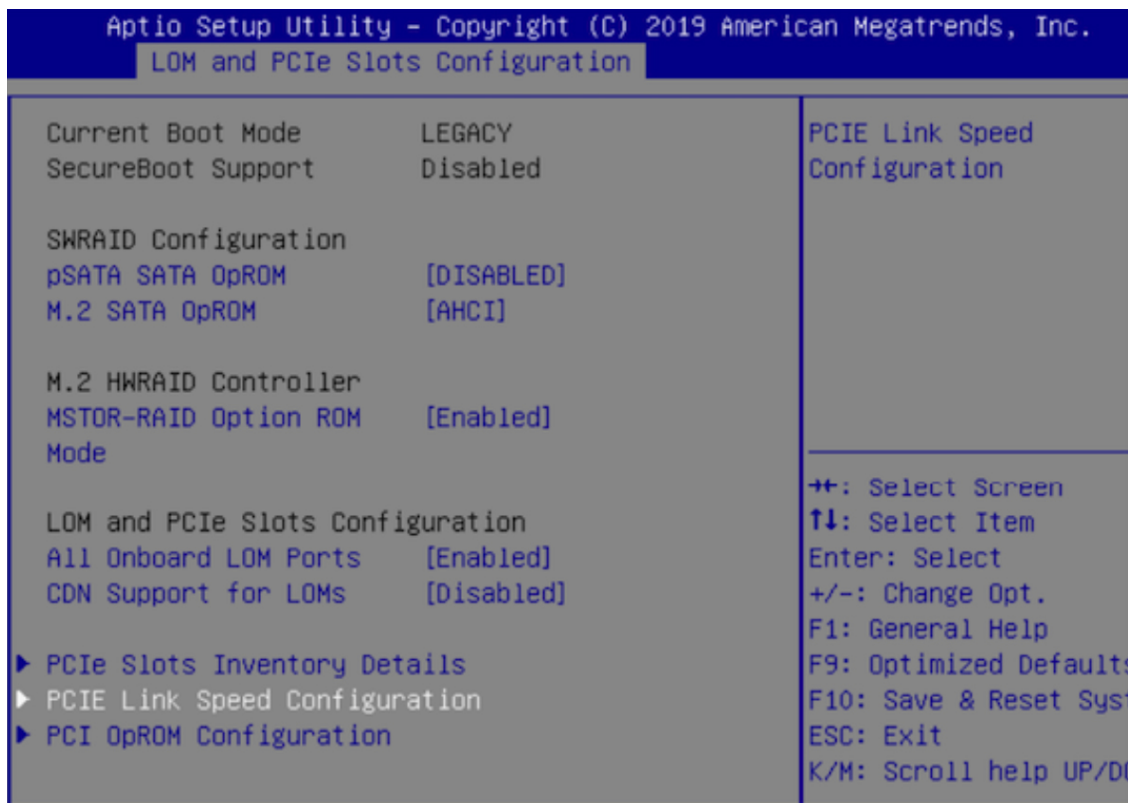 Aptio Setup Utility – Copyright (C) 2019 American Megatrends, Inc.
LOM and PCIe Slots Configuration
Current Boot Mode LEGACY
SecureBoot Support Disabled
SWRAID Configuration
pSATA SATA OpROM [DISABLED]
M.2 SATA OpROM [AHCI]
M.2 HWRAID Controller
MSTOR-RAID Option ROM [Enabled]
Mode
LOM and PCIe Slots Configuration
All Onboard LOM Ports [Enabled]
CDN Support for LOMs [Disabled]
▶ PCIe Slots Inventory Details
▶ PCIE Link Speed Configuration
▶ PCI OpROM Configuration
PCIE Link Speed
Configuration
→←: Select Screen
↑↓: Select Item
Enter: Select
+/-: Change Opt.
F1: General Help
F9: Optimized Defaults
F10: Save & Reset Syst
ESC: Exit
K/M: Scroll help UP/DO